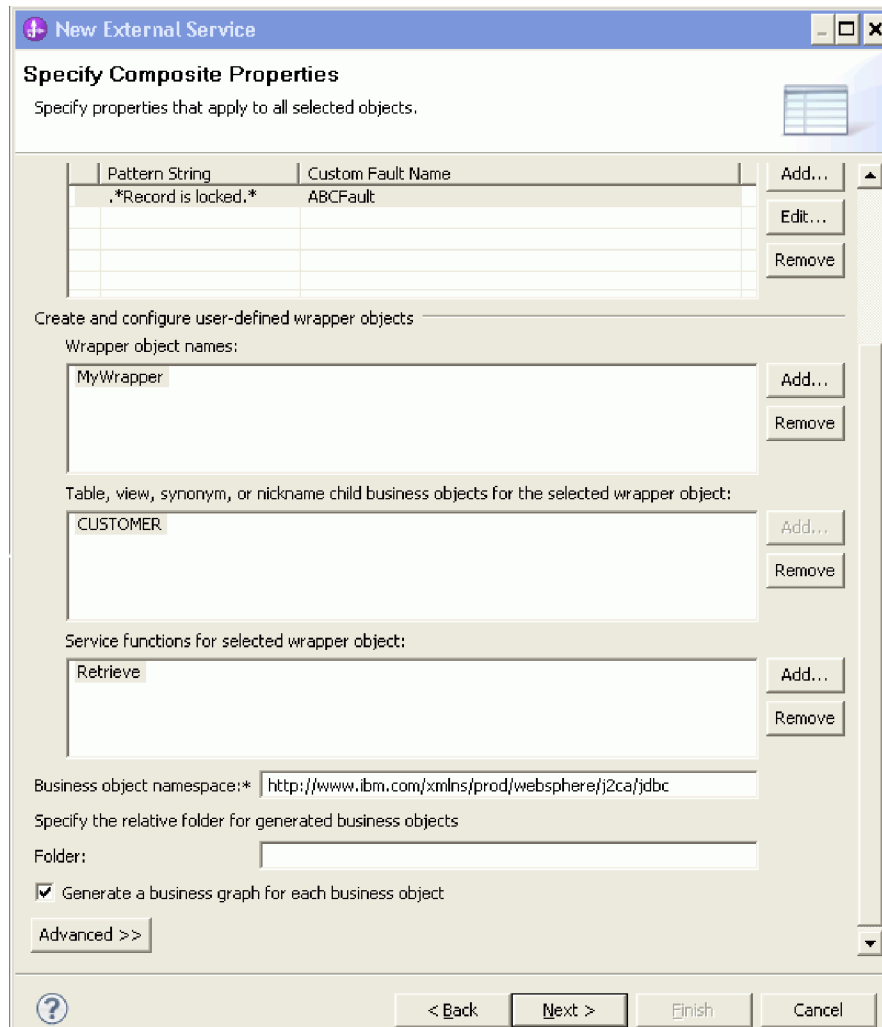 New External Service
Specify Composite Properties
Specify properties that apply to all selected objects.
Pattern String Custom Fault Name Add...
.*Record is locked.* ABCFault
Edit...
Remove
Create and configure user-defined wrapper objects
Wrapper object names:
MyWrapper Add...
Remove
Table, view, synonym, or nickname child business objects for the selected wrapper object:
CUSTOMER Add...
Remove
Service functions for selected wrapper object:
Retrieve Add...
Remove
Business object namespace:* http://www.ibm.com/xmlns/prod/websphere/j2ca/jdbc
Specify the relative folder for generated business objects
Folder:
Generate a business graph for each business object
Advanced >>
? < Back Next > Finish Cancel